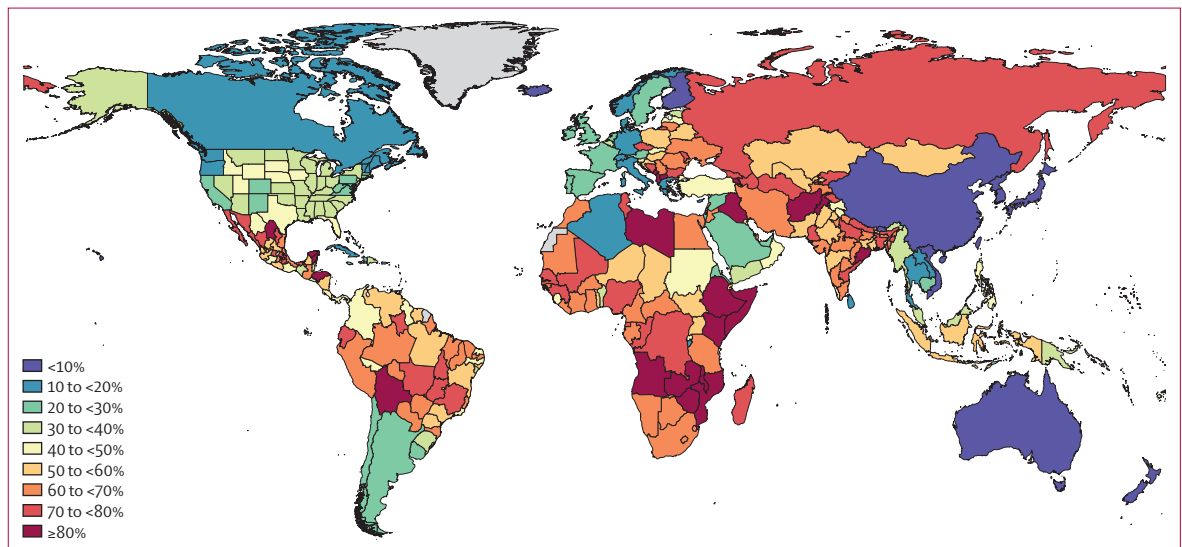 <10%
10 to <20%
20 to <30%
30 to <40%
40 to <50%
50 to <60%
60 to <70%
70 to <80%
≥80%